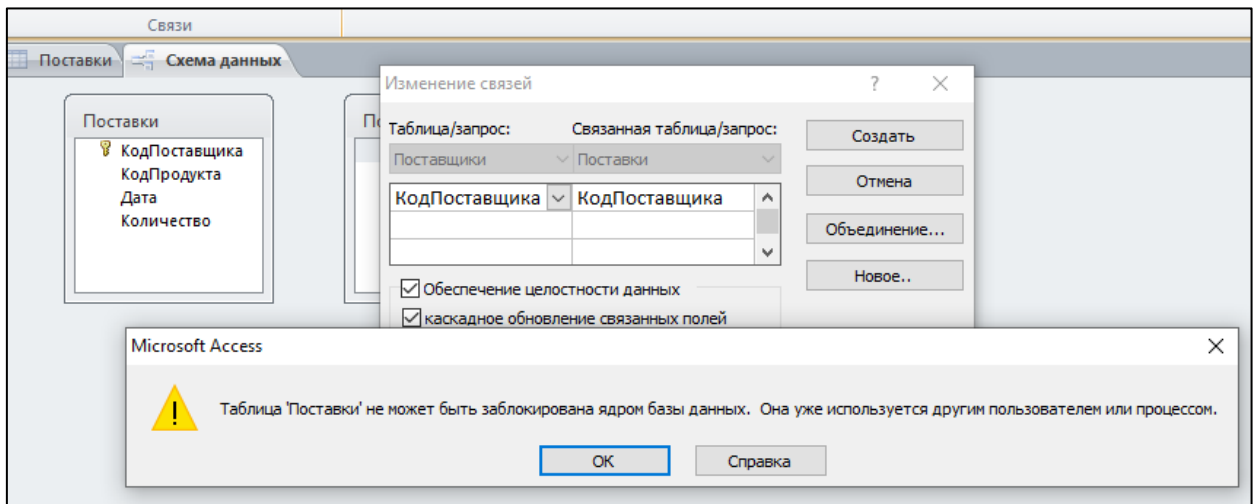 Связи
Поставки
Схема данных
Изменение связей
?
Поставки
КодПоставщика
КодПродукта
Дата
Количество
Таблица/запрос:
Связанная таблица/запрос:
Поставщики
Поставки
КодПоставщика
КодПоставщика
Создать
Отмена
Объединение...
Новое..
Обеспечение целостности данных
каскадное обновление связанных полей
Microsoft Access
Таблица 'Поставки' не может быть заблокирована ядром базы данных. Она уже используется другим пользователем или процессом.
ОК
Справка